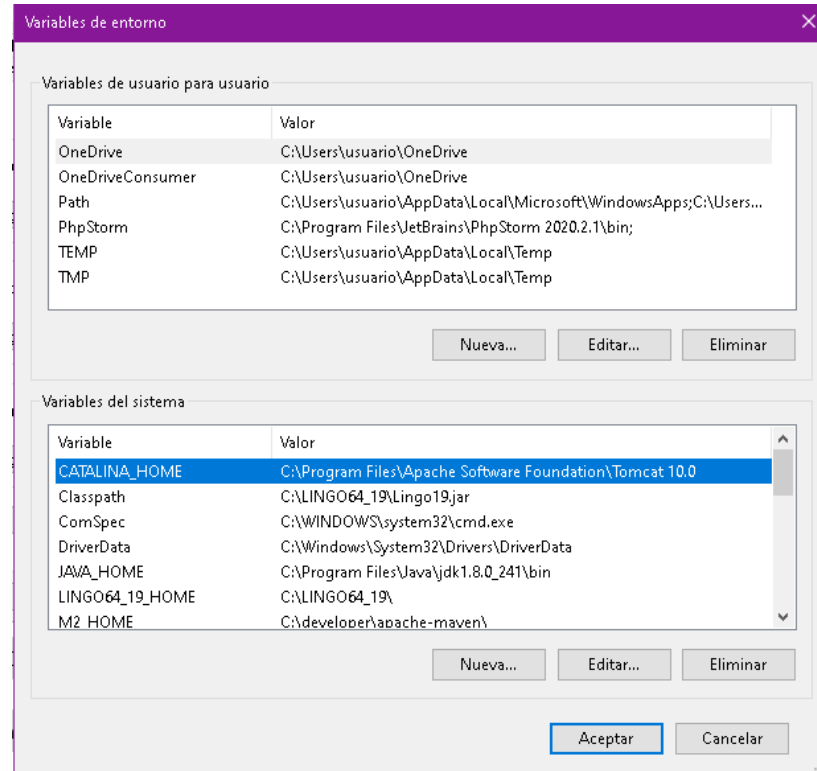 Variables de entorno
Variables de usuario para usuario
Variable Valor
OneDrive C:\Users\usuario\OneDrive
OneDriveConsumer C:\Users\usuario\OneDrive
Path C:\Users\usuario\AppData\Local\Microsoft\WindowsApps;C:\Users...
PhpStorm C:\Program Files\JetBrains\PhpStorm 2020.2.1\bin;
TEMP C:\Users\usuario\AppData\Local\Temp
TMP C:\Users\usuario\AppData\Local\Temp
Nueva... Editar... Eliminar
Variables del sistema
Variable Valor
CATALINA_HOME C:\Program Files\Apache Software Foundation\Tomcat 10.0
Classpath C:\LINGO64_19\Lingo19.jar
ComSpec C:\WINDOWS\system32\cmd.exe
DriverData C:\Windows\System32\Drivers\DriverData
JAVA_HOME C:\Program Files\Java\jdk1.8.0_241\bin
LINGO64_19_HOME C:\LINGO64_19\
M2_HOME C:\developer\apache-maven\
Nueva... Editar... Eliminar
Aceptar Cancelar